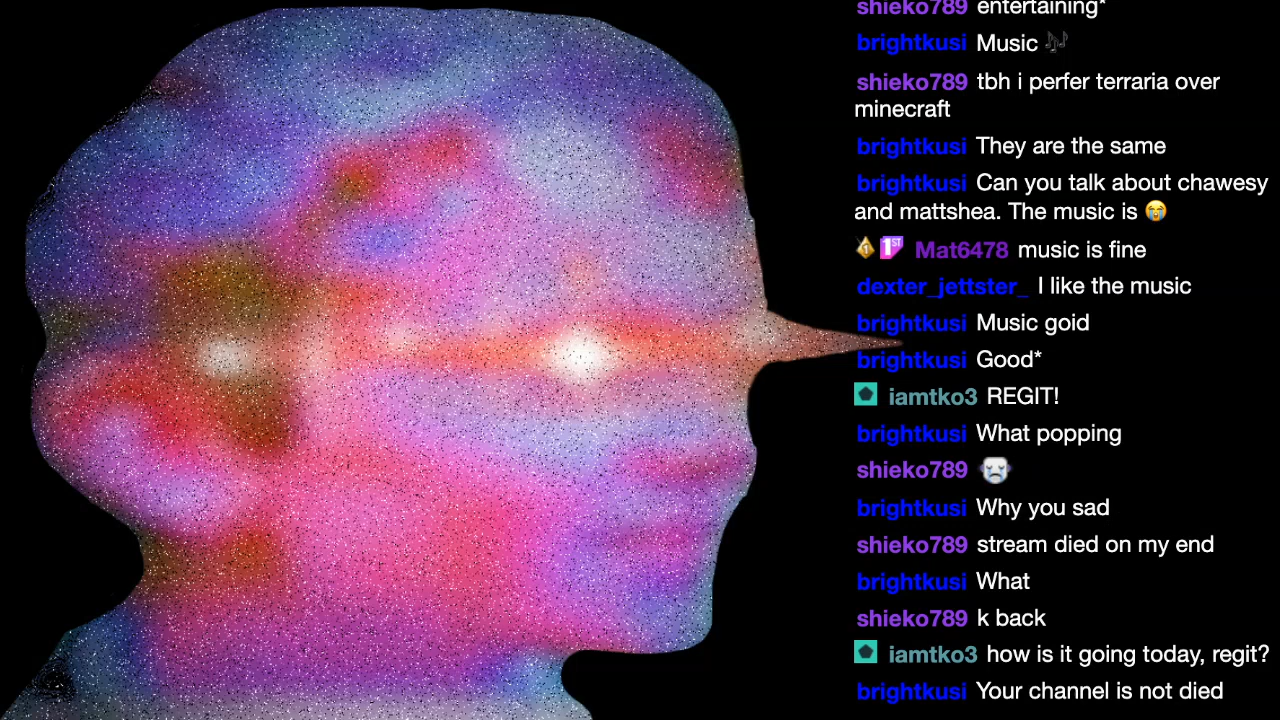 shieko789 entertaining*
brightkusi Music 🎶
shieko789 tbh i perfer terraria over
minecraft
brightkusi They are the same
brightkusi Can you talk about chawesy
and mattshea. The music is 😭
1 1ST Mat6478 music is fine
dexter_jettster_ I like the music
brightkusi Music goid
brightkusi Good*
iamtko3 REGIT!
brightkusi What popping
shieko789
brightkusi Why you sad
shieko789 stream died on my end
brightkusi What
shieko789 k back
iamtko3 how is it going today, regit?
brightkusi Your channel is not died